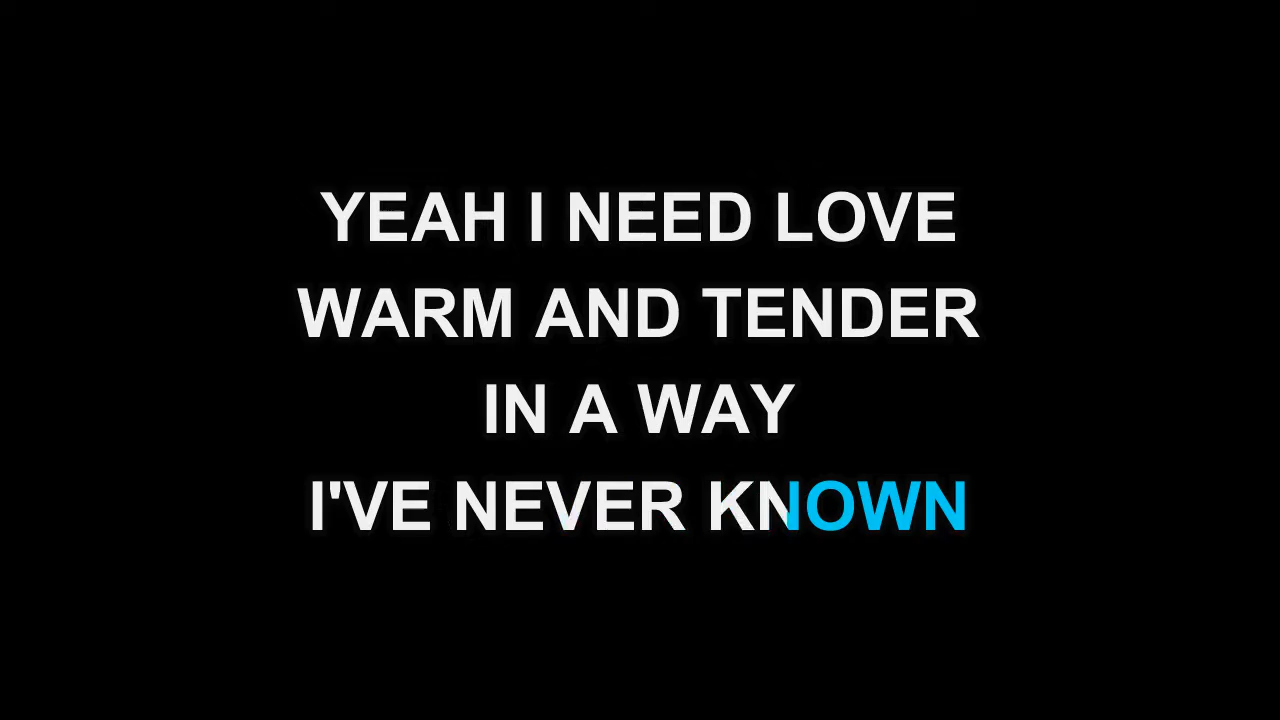 YEAH I NEED LOVE
WARM AND TENDER
IN A WAY
I'VE NEVER KNOWN